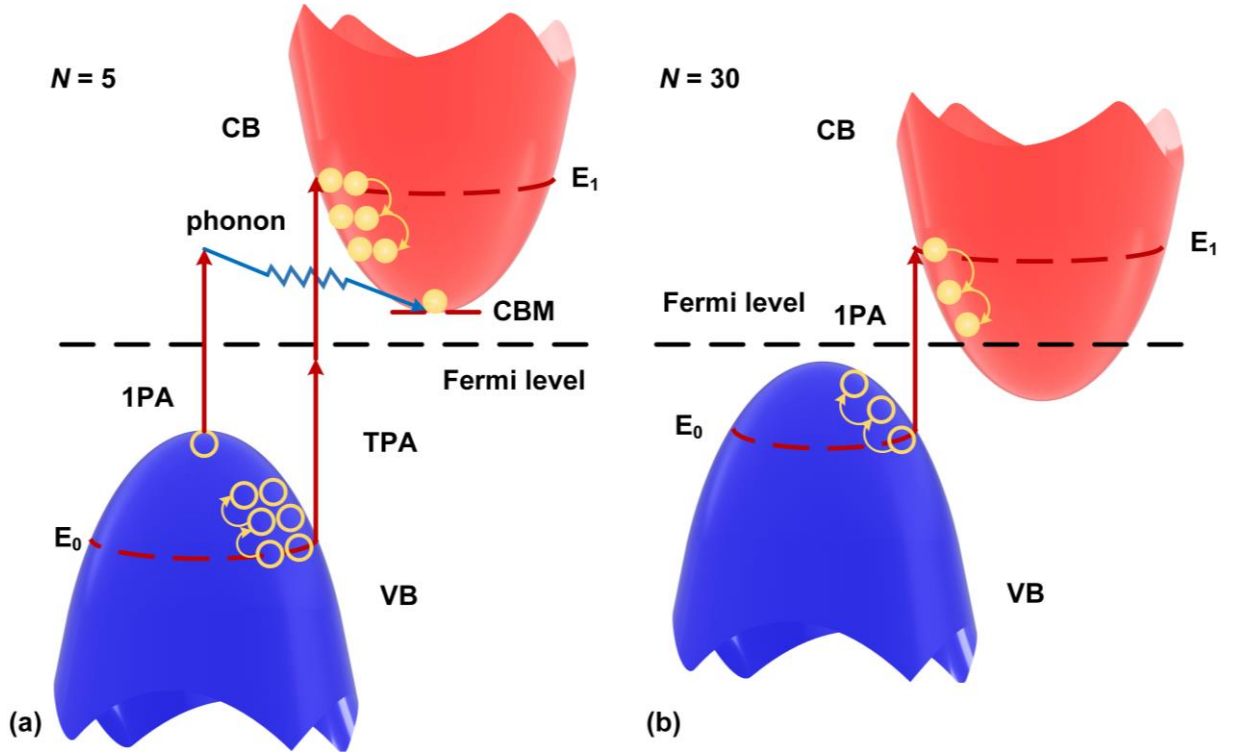 N = 5
CB
E₁
phonon
CBM
Fermi level
1PA
TPA
E₀
VB
(a)
N = 30
CB
E₁
Fermi level
1PA
E₀
VB
(b)